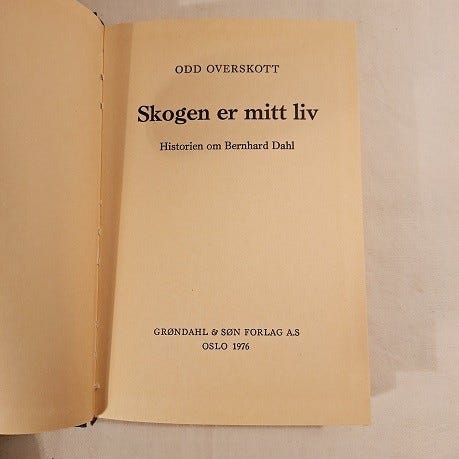 ODD OVERSKOTT
Skogen er mitt liv
Historien om Bernhard Dahl
GRØNDAHL & SØN FORLAG A.S
OSLO 1976